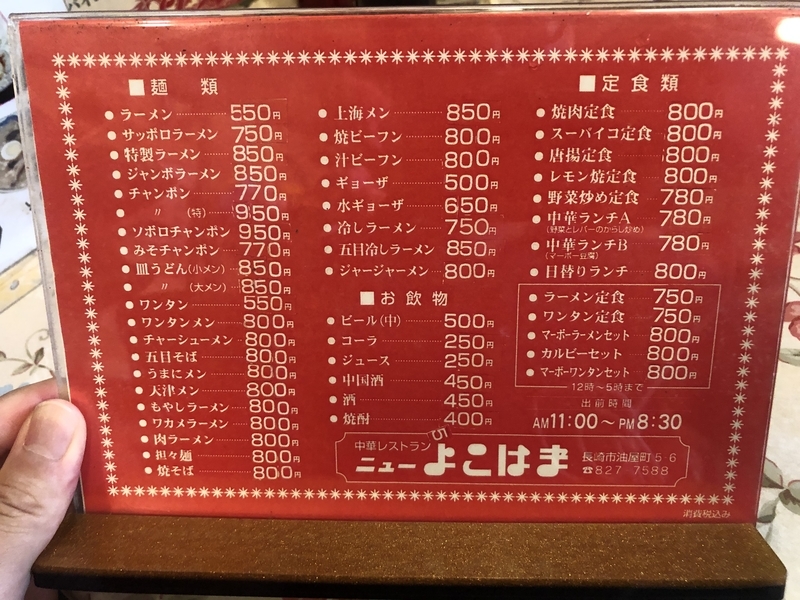 ■麺 類
ラーメン 550円
サッポロラーメン 750円
特製ラーメン 850円
ジャンボラーメン 850円
チャンポン 770円
〃 (特) 950円
ソボロチャンポン 950円
みそチャンポン 770円
皿うどん(小メン) 850円
〃 (大メン) 850円
ワンタン 550円
ワンタンメン 800円
チャーシューメン 800円
五目そば 800円
うまにメン 800円
天津メン 800円
もやしラーメン 800円
ワカメラーメン 800円
肉ラーメン 800円
担々麺 800円
焼そば 800円
上海メン 850円
焼ビーフン 800円
汁ビーフン 800円
ギョーザ 500円
水ギョーザ 650円
冷しラーメン 750円
五目冷しラーメン 850円
ジャージャーメン 800円
■お飲物
ビール(中) 500円
コーラ 250円
ジュース 250円
中国酒 450円
酒 450円
焼酎 400円
■定食類
焼肉定食 800円
スーパイコ定食 800円
唐揚定食 800円
レモン焼定食 800円
野菜炒め定食 780円
中華ランチA 780円
(野菜とレバーのからし炒め)
中華ランチB 780円
(マーボー豆腐)
日替りランチ 800円
ラーメン定食 750円
ワンタン定食 750円
マーボーラーメンセット 800円
カルビーセット 800円
マーボーワンタンセット 800円
12時〜5時まで
出前時間
AM11:00〜PM8:30
中華レストラン
ニューよこはま
長崎市油屋町5-6
☎827-7588
消費税込み